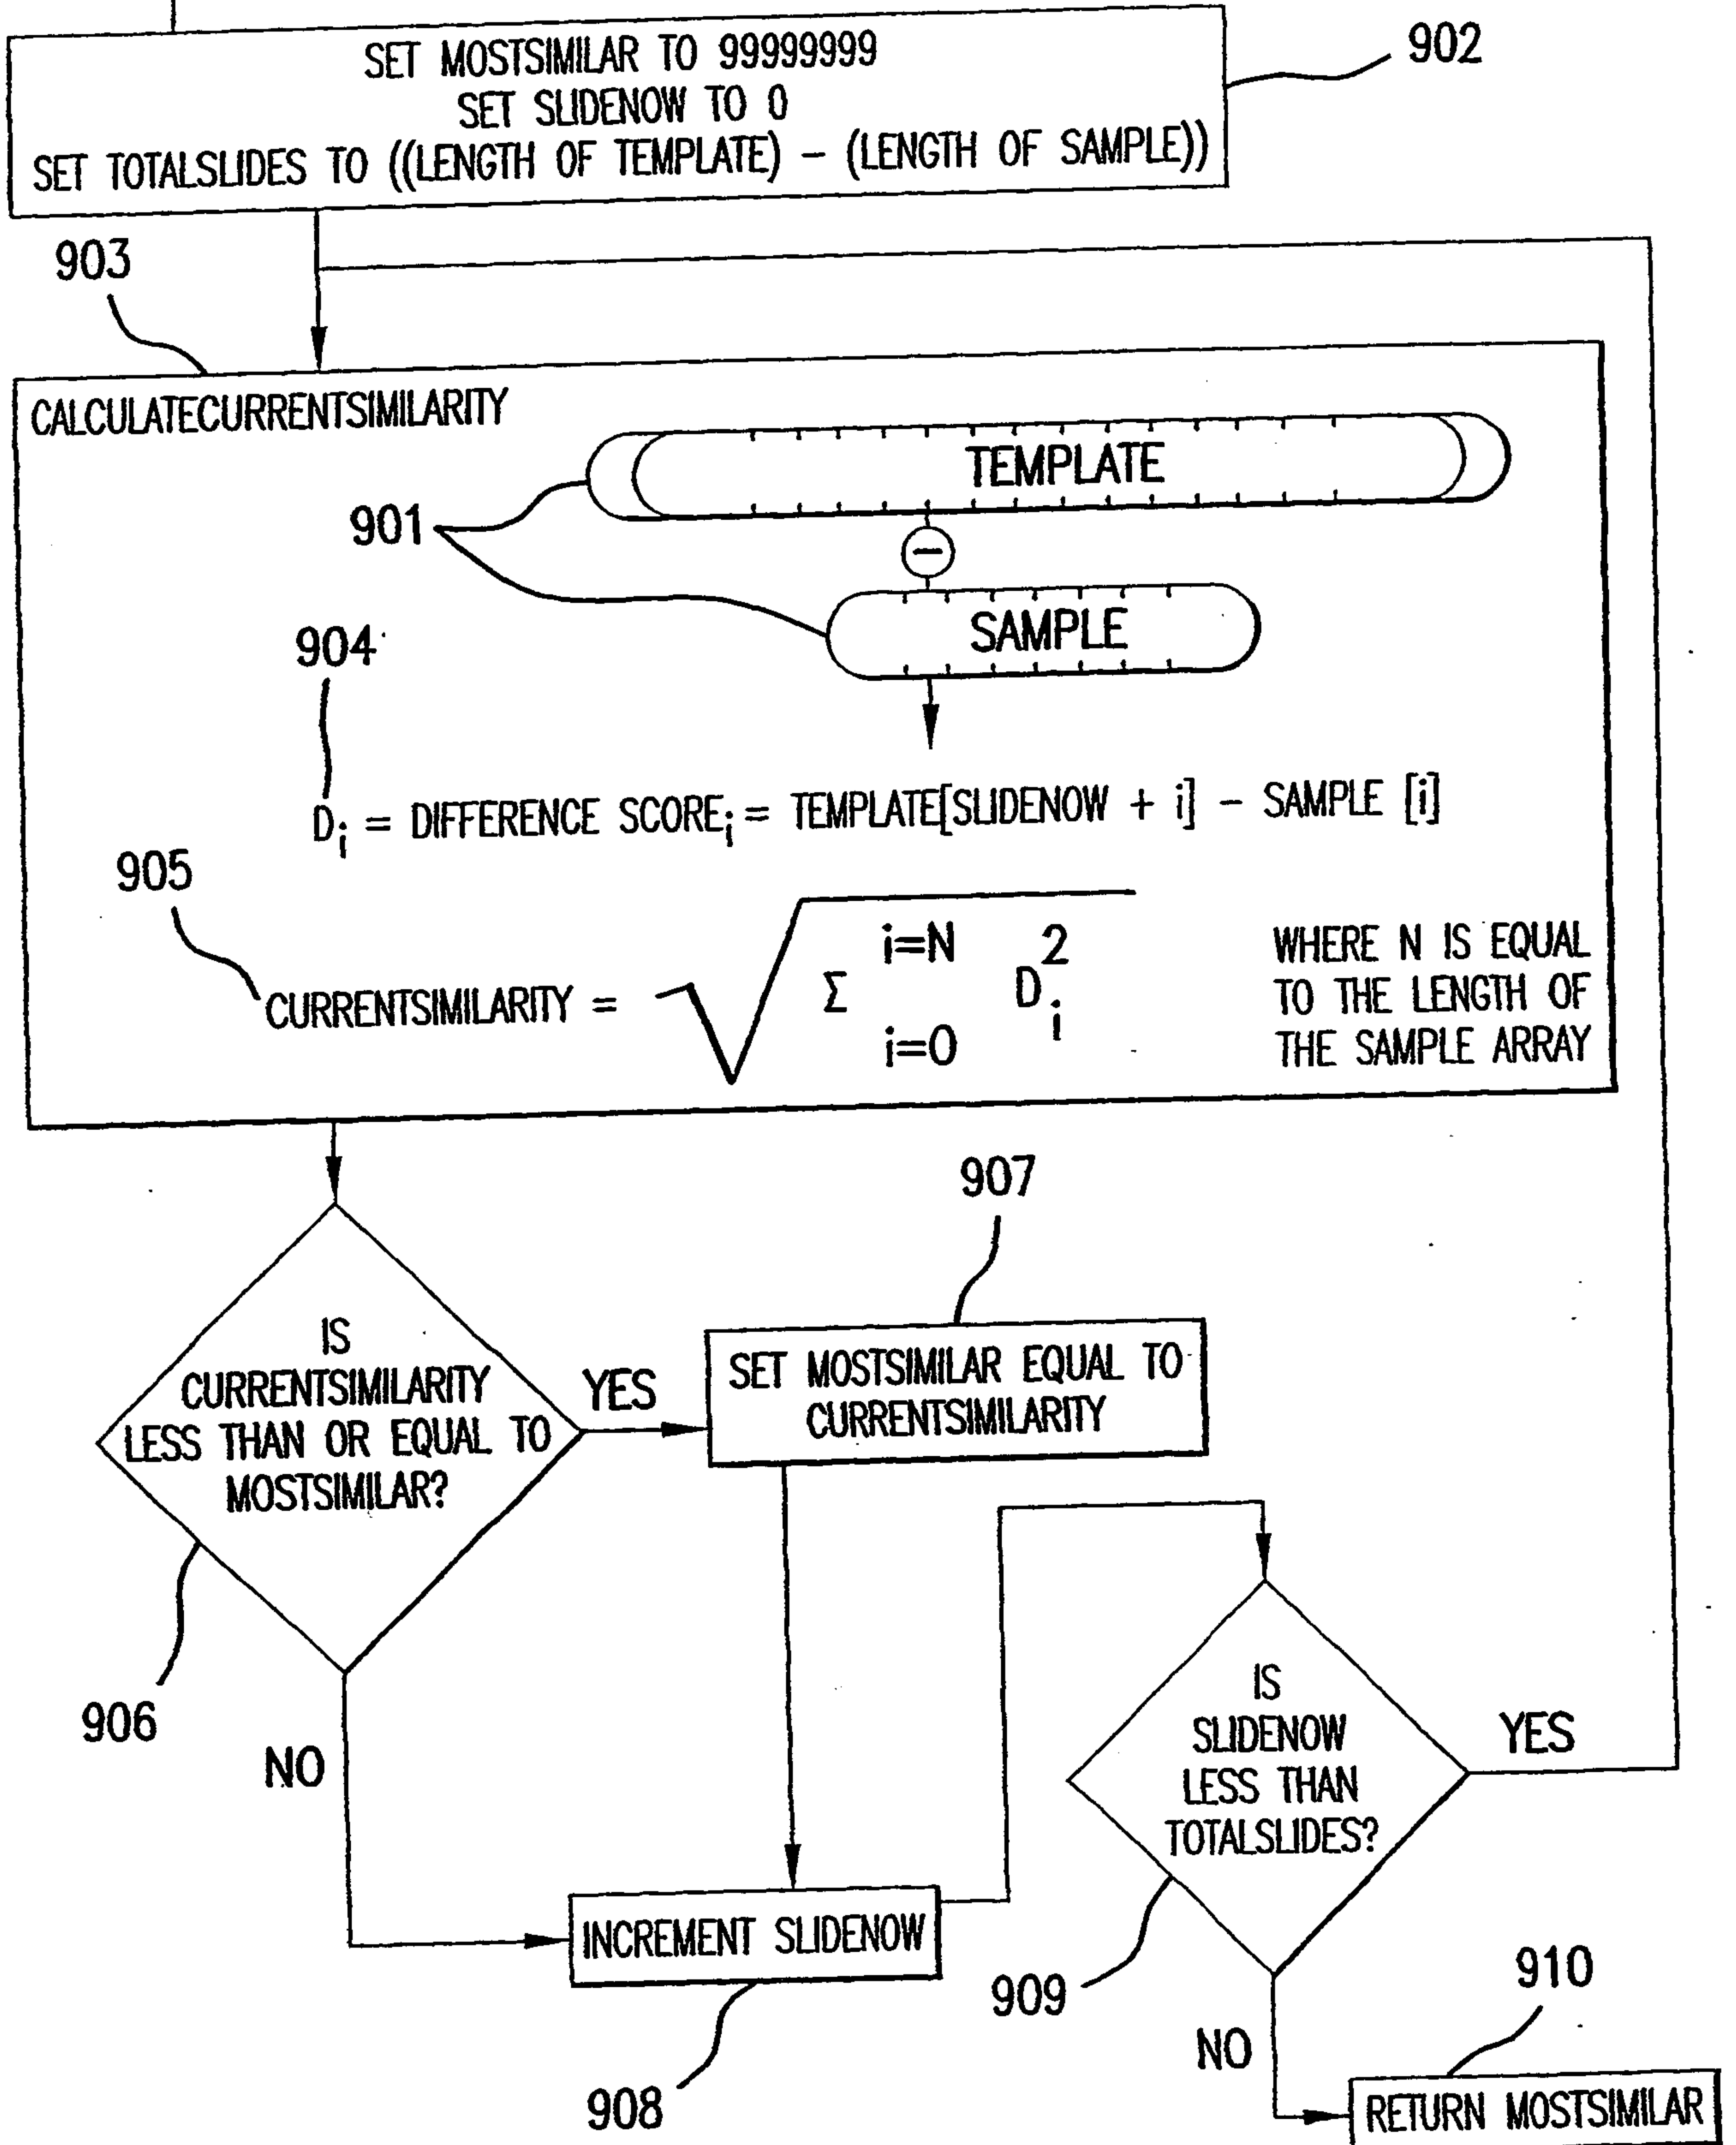 SET MOSTSIMILAR TO 99999999
SET SLIDENOW TO 0
SET TOTALSLIDES TO ((LENGTH OF TEMPLATE) - (LENGTH OF SAMPLE))
902
903
CALCULATECURRENTSIMILARITY
TEMPLATE
901
−
SAMPLE
904
Di = DIFFERENCE SCOREi = TEMPLATE[SLIDENOW + i] - SAMPLE [i]
905
CURRENTSIMILARITY = √ Σ i=N i=0 Di 2
WHERE N IS EQUAL
TO THE LENGTH OF
THE SAMPLE ARRAY
907
IS
CURRENTSIMILARITY
LESS THAN OR EQUAL TO
MOSTSIMILAR?
YES
SET MOSTSIMILAR EQUAL TO
CURRENTSIMILARITY
906
NO
IS
SLIDENOW
LESS THAN
TOTALSLIDES?
YES
INCREMENT SLIDENOW
908
909
NO
910
RETURN MOSTSIMILAR